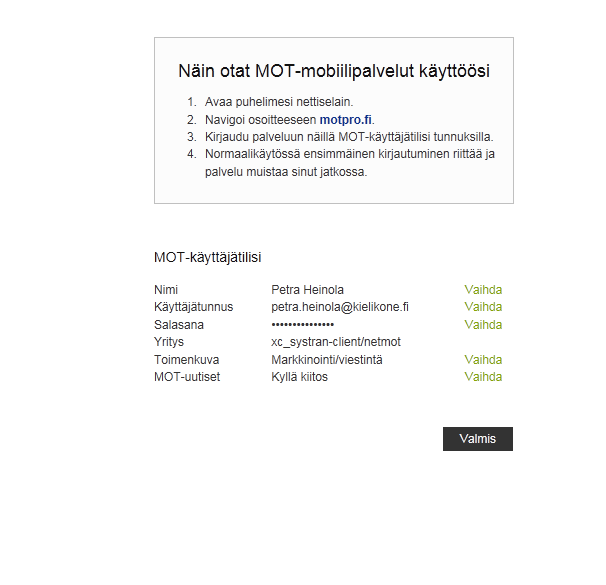 Näin otat MOT-mobiilipalvelut käyttöösi
1. Avaa puhelimesi nettiselain.
2. Navigoi osoitteeseen motpro.fi.
3. Kirjaudu palveluun näillä MOT-käyttäjätilisi tunnuksilla.
4. Normaalikäytössä ensimmäinen kirjautuminen riittää ja
palvelu muistaa sinut jatkossa.
MOT-käyttäjätilisi
Nimi Petra Heinola Vaihda
Käyttäjätunnus petra.heinola@kielikone.fi Vaihda
Salasana ••••••••••••••• Vaihda
Yritys xc_systran-client/netmot
Toimenkuva Markkinointi/viestintä Vaihda
MOT-uutiset Kyllä kiitos Vaihda
Valmis